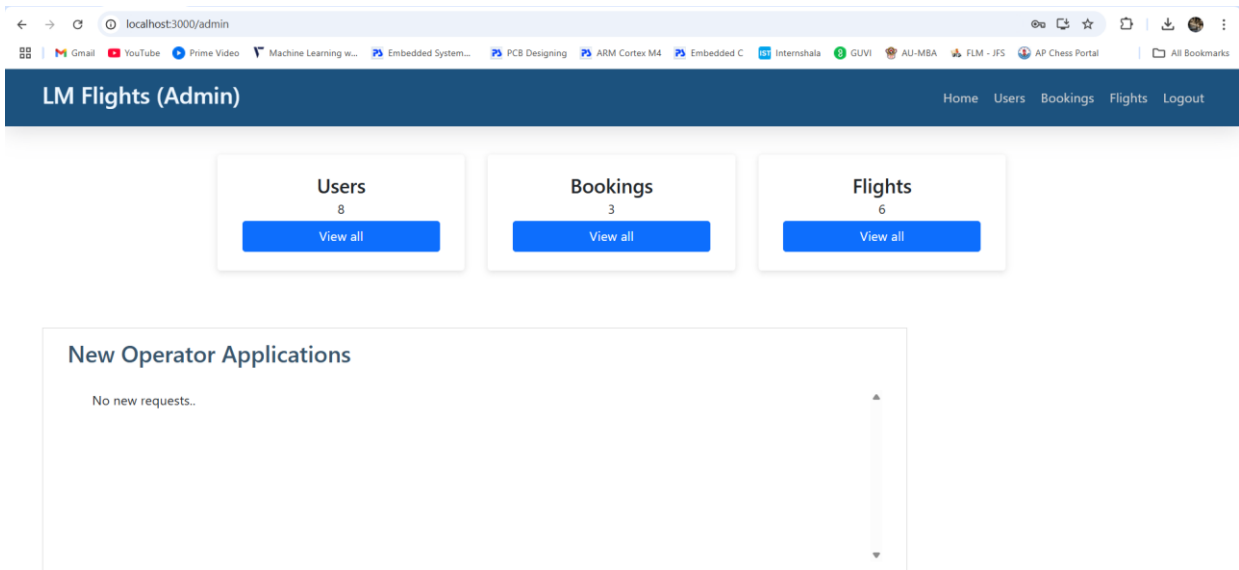 localhost:3000/admin
Gmail YouTube Prime Video Machine Learning w... Embedded System... PCB Designing ARM Cortex M4 Embedded C IST Internshala GUVI AU-MBA FLM - JFS AP Chess Portal All Bookmarks
LM Flights (Admin) Home Users Bookings Flights Logout
Users Bookings Flights
8 3 6
View all View all View all
New Operator Applications
No new requests..